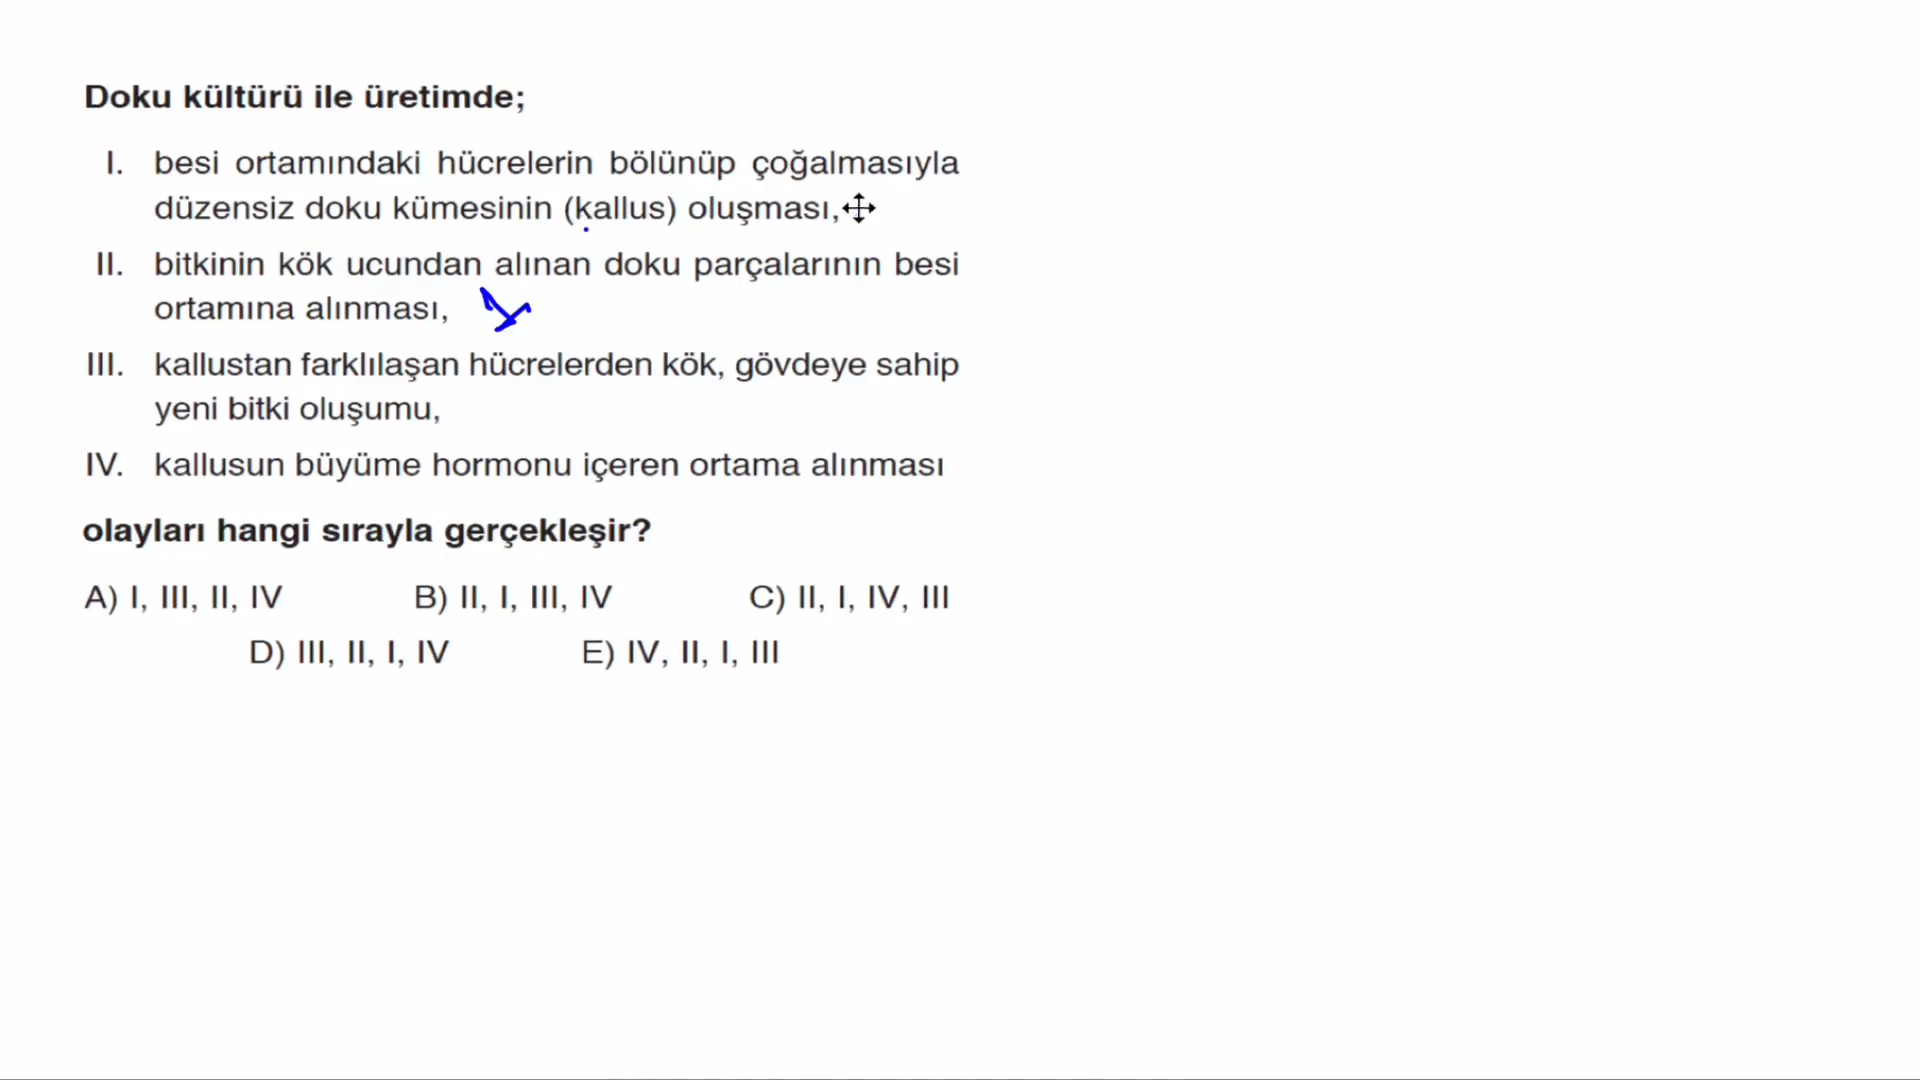 Doku kültürü ile üretimde;
I. besi ortamındaki hücrelerin bölünüp çoğalmasıyla
düzensiz doku kümesinin (kallus) oluşması,
II. bitkinin kök ucundan alınan doku parçalarının besi
ortamına alınması,
III. kallustan farklılaşan hücrelerden kök, gövdeye sahip
yeni bitki oluşumu,
IV. kallusun büyüme hormonu içeren ortama alınması
olayları hangi sırayla gerçekleşir?
A) I, III, II, IV B) II, I, III, IV C) II, I, IV, III
D) III, II, I, IV E) IV, II, I, III